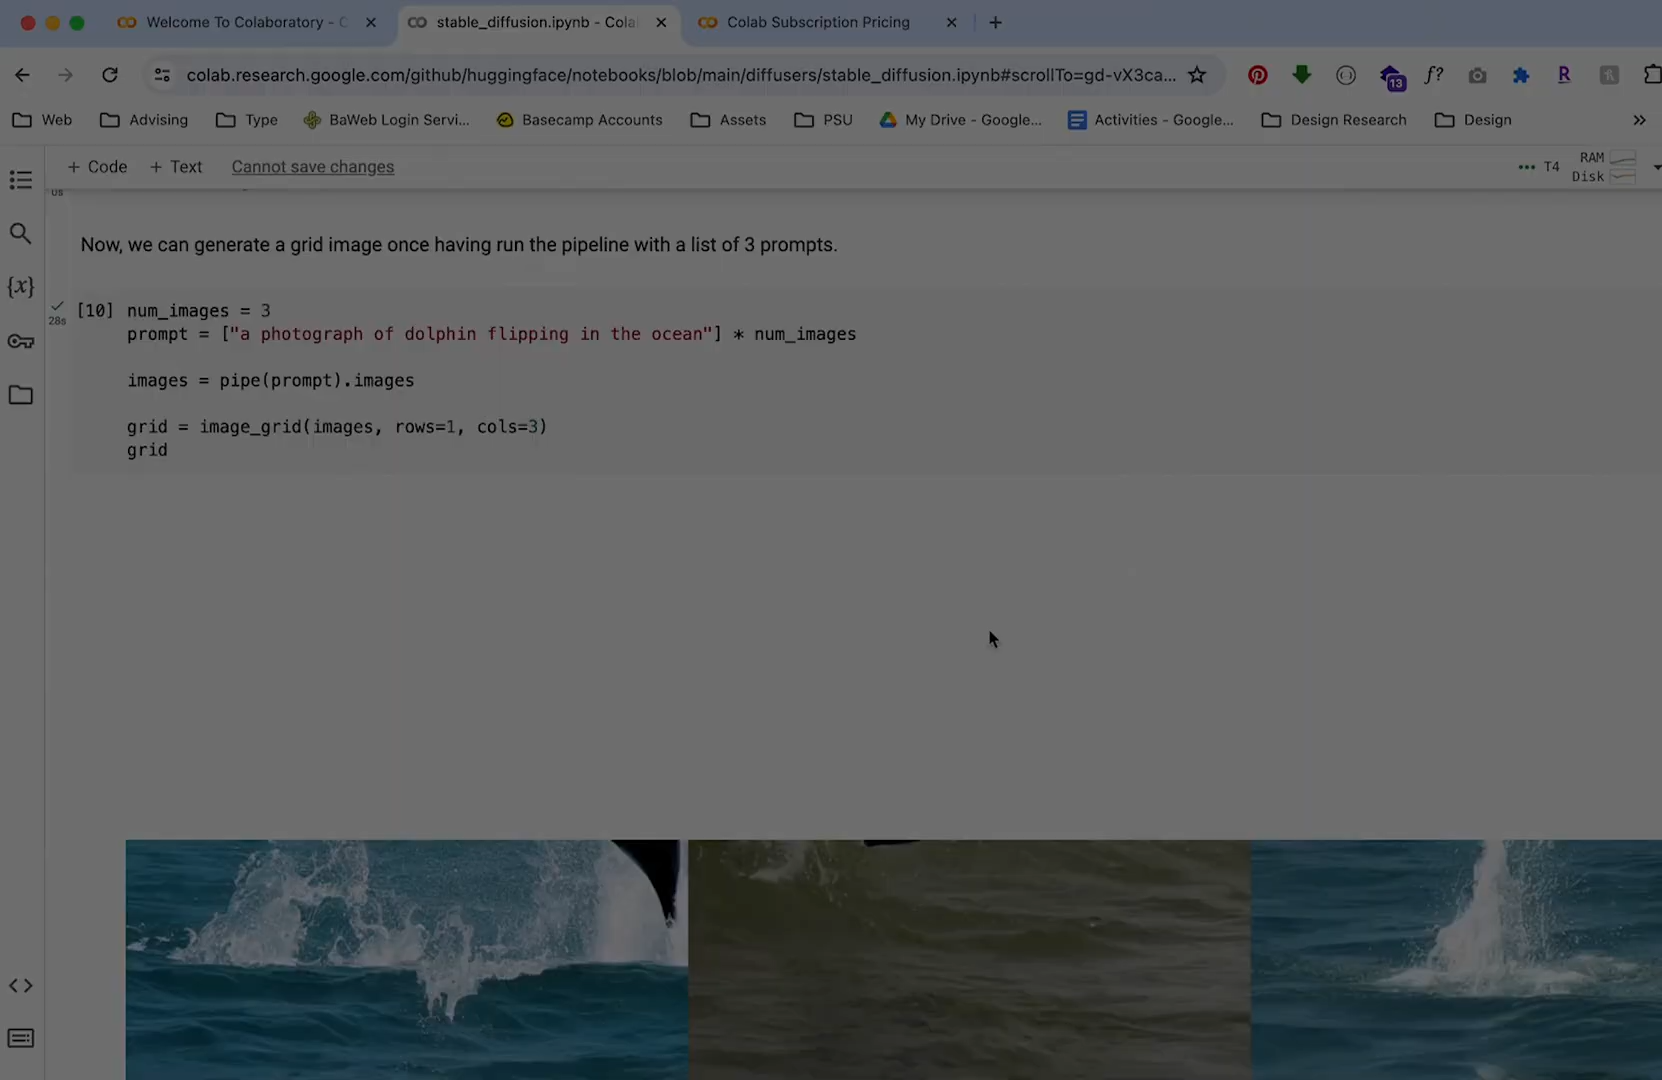 Welcome To Colaboratory - C
stable_diffusion.ipynb - Cola
Colab Subscription Pricing
colab.research.google.com/github/huggingface/notebooks/blob/main/diffusers/stable_diffusion.ipynb#scrollTo=gd-vX3ca...
f?
13
R
Web
Advising
Type
BaWeb Login Servi...
Basecamp Accounts
Assets
PSU
My Drive - Google...
Activities - Google...
Design Research
Design
»
+ Code
+ Text
Cannot save changes
T4
RAM
Disk
0s
{x}
Now, we can generate a grid image once having run the pipeline with a list of 3 prompts.
28s
[10] num_images = 3
prompt = ["a photograph of dolphin flipping in the ocean"] * num_images
images = pipe(prompt).images
grid = image_grid(images, rows=1, cols=3)
grid